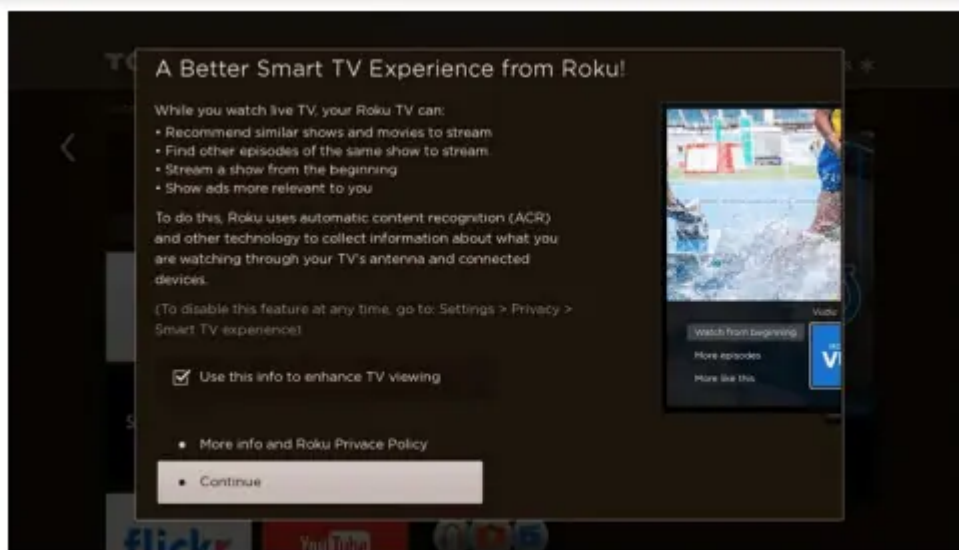 TC
A Better Smart TV Experience from Roku!
While you watch live TV, your Roku TV can:
• Recommend similar shows and movies to stream
• Find other episodes of the same show to stream
• Stream a show from the beginning
• Show ads more relevant to you
To do this, Roku uses automatic content recognition (ACR)
and other technology to collect information about what you
are watching through your TV's antenna and connected
devices.
(To disable this feature at any time, go to: Settings > Privacy >
Smart TV experience)
Use this info to enhance TV viewing
• More info and Roku Privace Policy
• Continue
Watch from beginning
More episodes
More like this
Vudu
V
S
flickr
YouTube